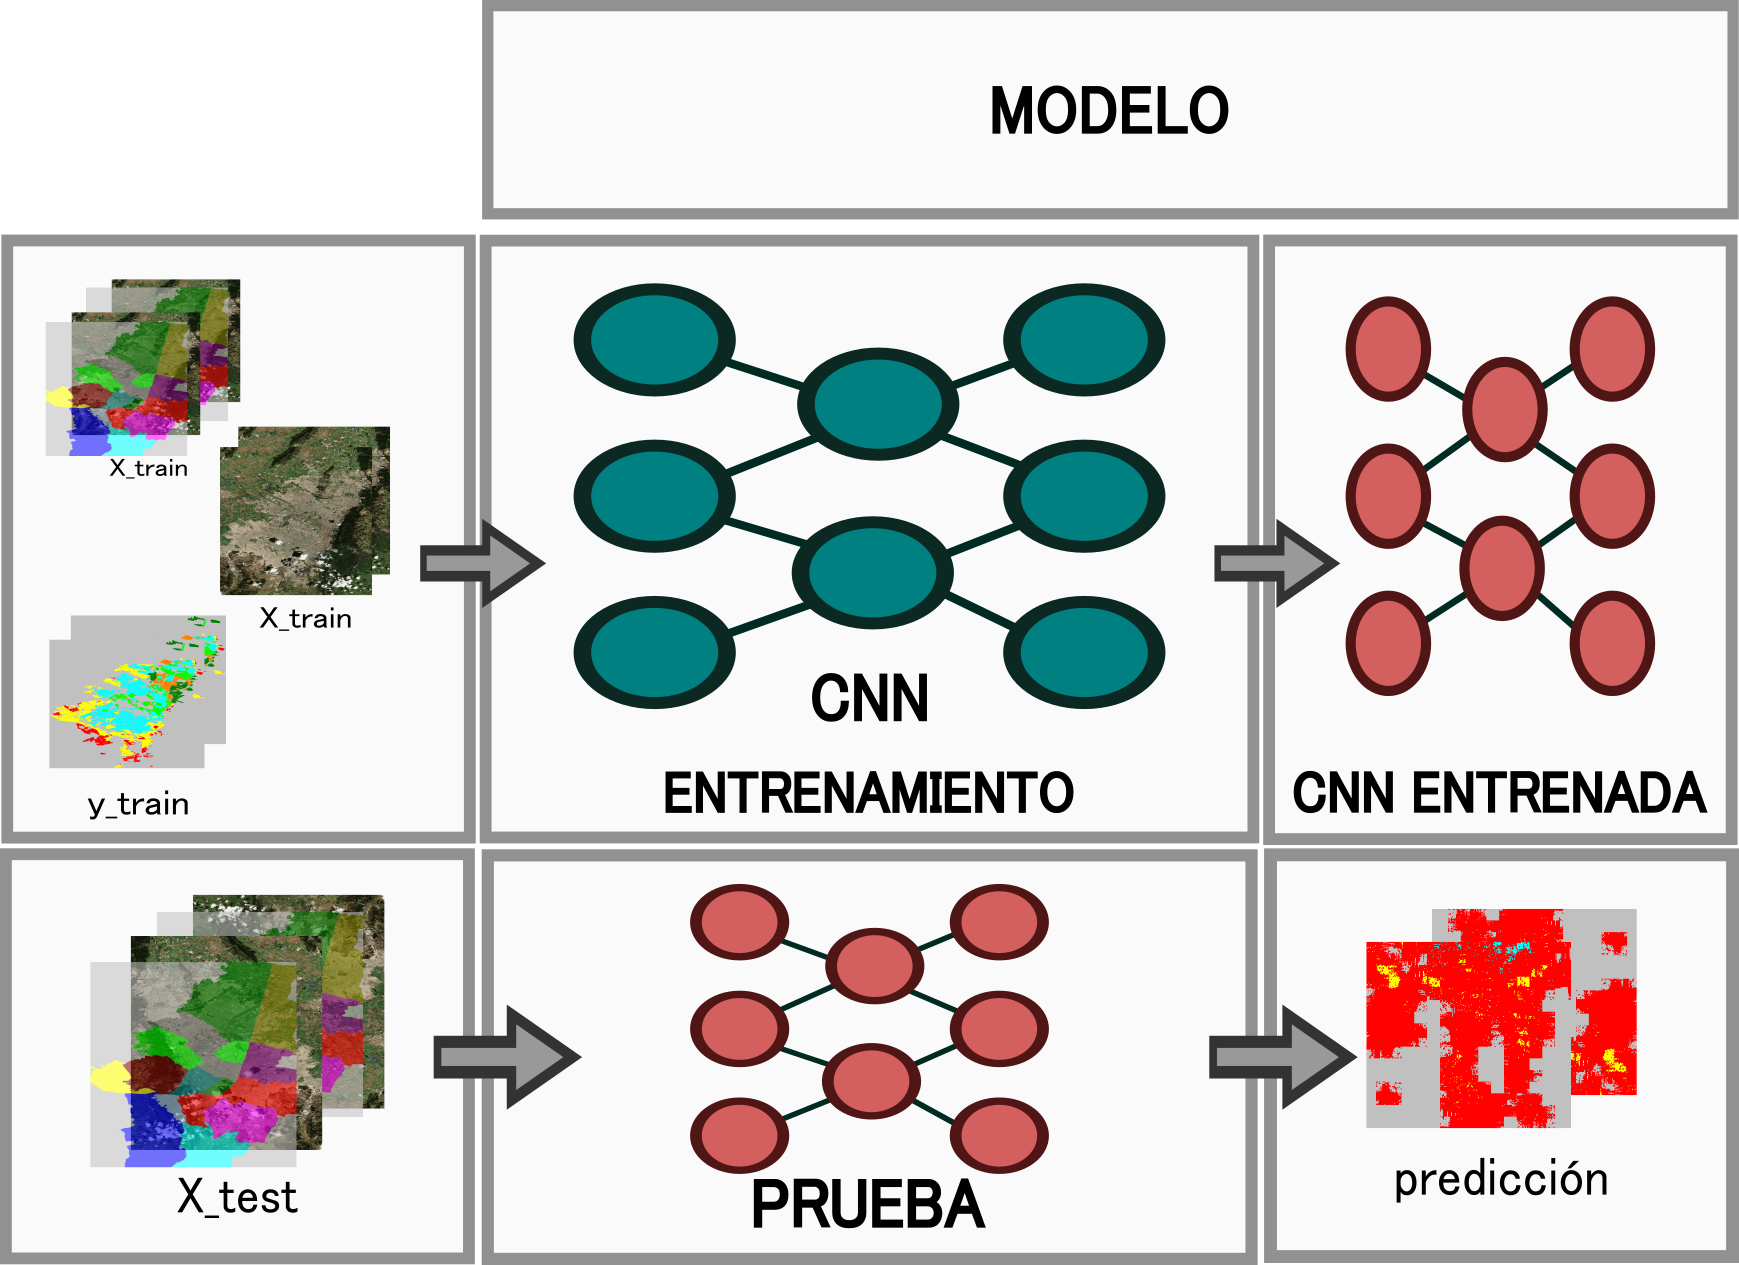 MODELO
X_train
X_train
y_train
CNN
ENTRENAMIENTO
CNN ENTRENADA
X_test
PRUEBA
predicción